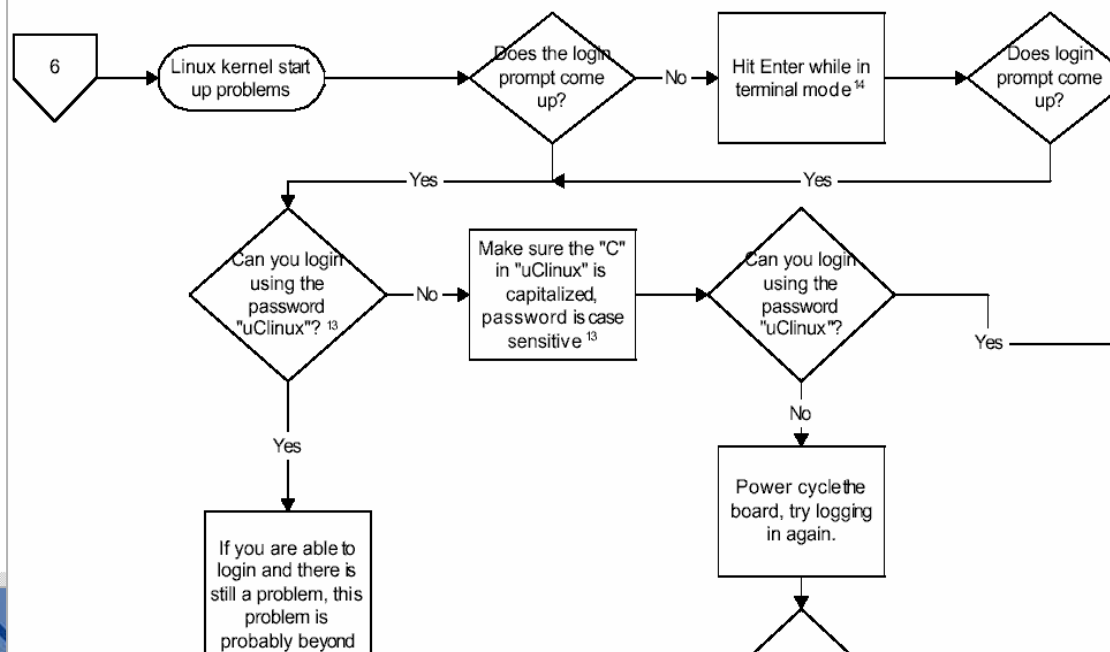 6
Linux kernel start
up problems
Does the login
prompt come
up?
No
Hit Enter while in
terminal mode 14
Does login
prompt come
up?
Yes
Yes
Can you login
using the
password
"uClinux"? 13
No
Make sure the "C"
in "uClinux" is
capitalized,
password is case
sensitive 13
Can you login
using the
password
"uClinux"?
Yes
No
Yes
Power cycle the
board, try logging
in again.
If you are able to
login and there is
still a problem, this
problem is
probably beyond